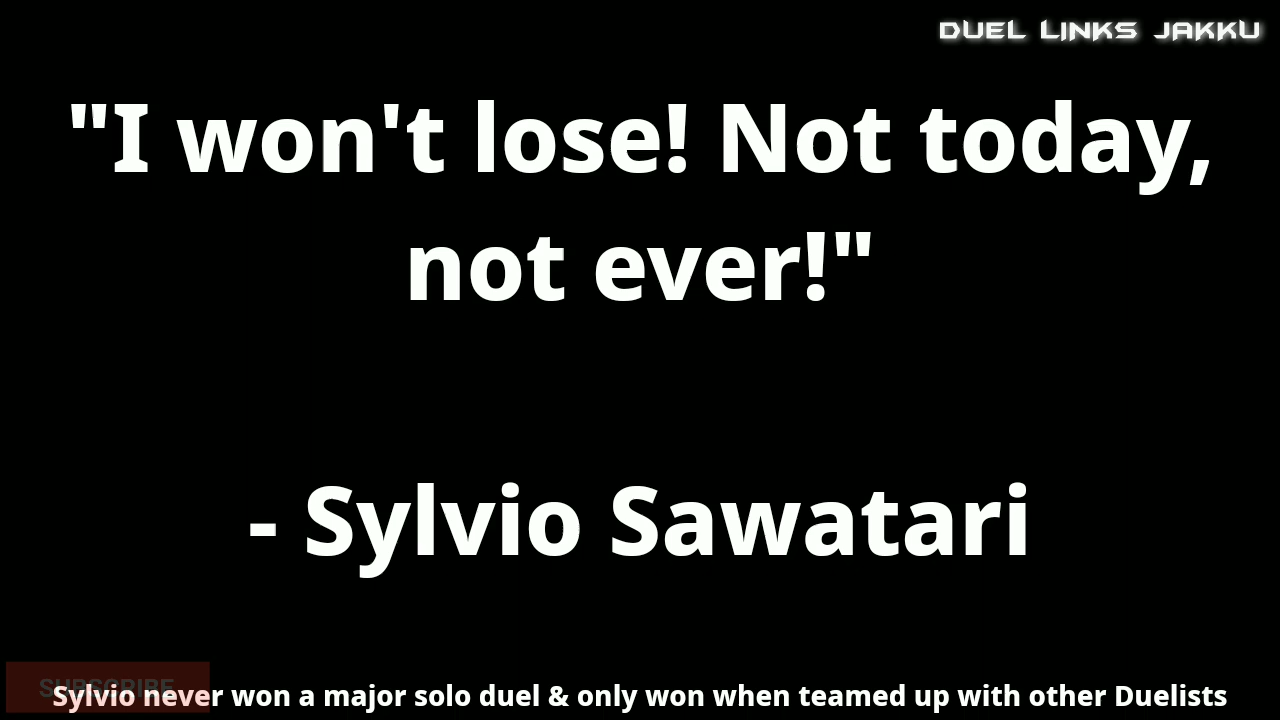 DUEL LINKS JAKKU
"I won't lose! Not today,
not ever!"
- Sylvio Sawatari
SUBSCRIBE
Sylvio never won a major solo duel & only won when teamed up with other Duelists